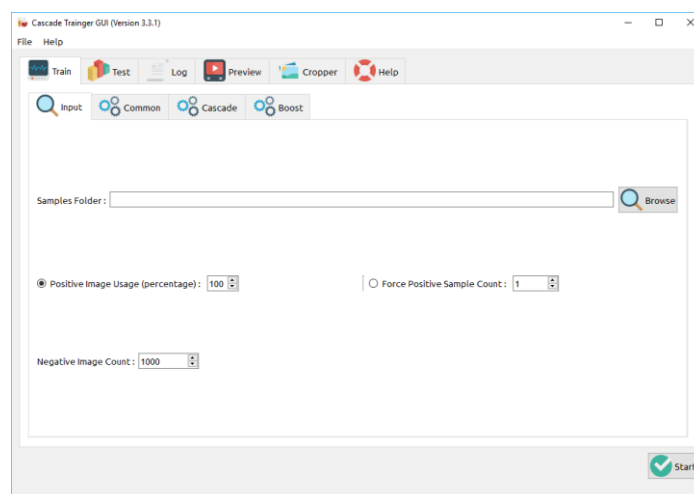 Cascade Trainger GUI (Version 3.3.1)
File Help
Train Test Log Preview Cropper Help
Input Common Cascade Boost
Samples Folder : Browse
Positive Image Usage (percentage) : 100 Force Positive Sample Count : 1
Negative Image Count : 1000
Start